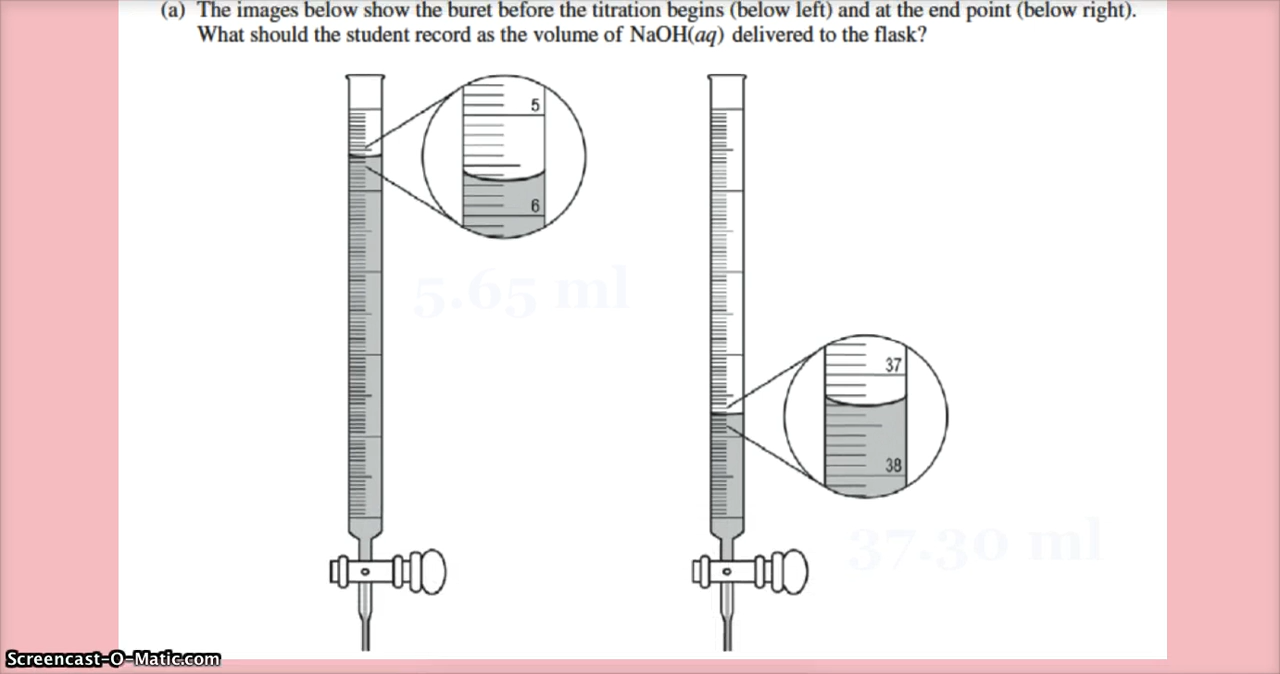 (a) The images below show the buret before the titration begins (below left) and at the end point (below right).
What should the student record as the volume of NaOH(aq) delivered to the flask?
5
6
5.65 ml
37
38
37.30 ml
Screencast-O-Matic.com